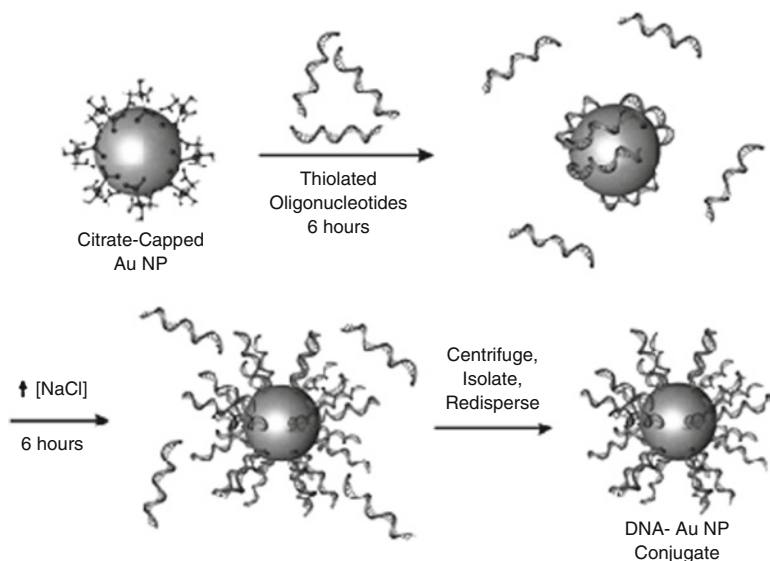 Citrate-Capped
Au NP
Thiolated
Oligonucleotides
6 hours
[NaCl]
6 hours
Centrifuge,
Isolate,
Redisperse
DNA- Au NP
Conjugate